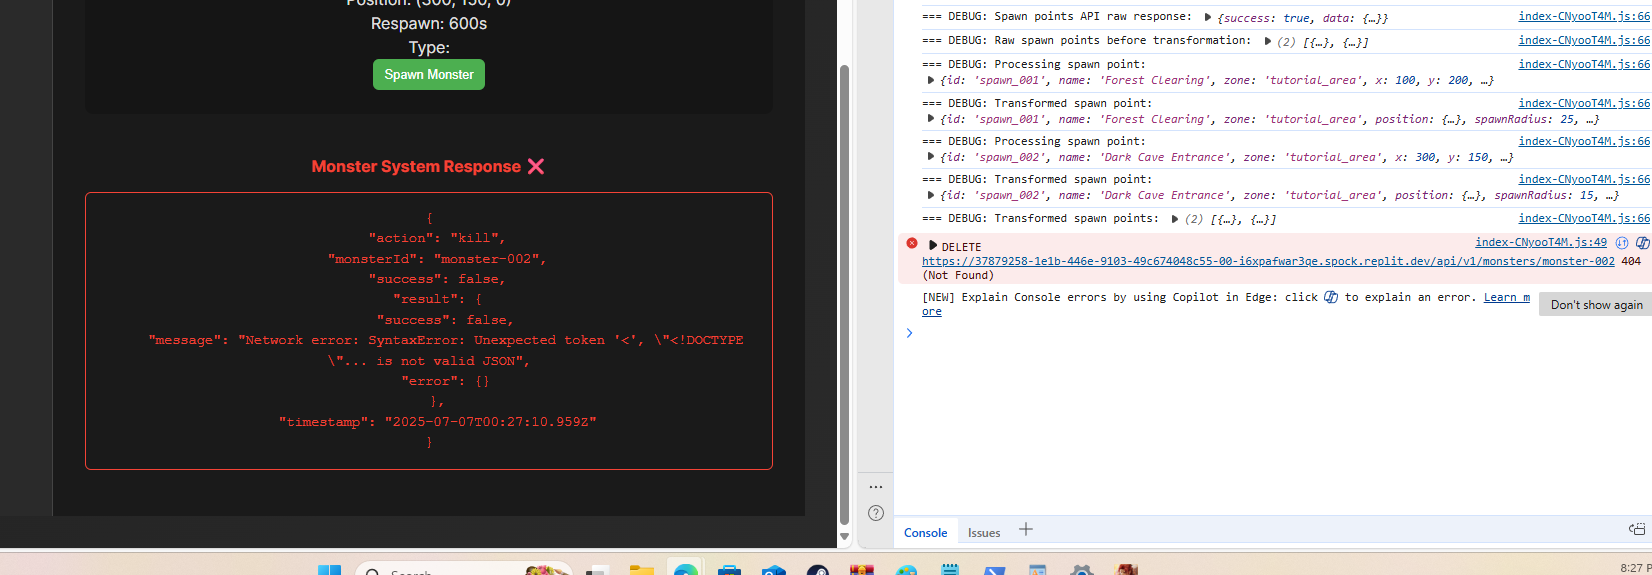 Position: (300, 150, 0)
Respawn: 600s
Type:
Spawn Monster
Monster System Response ❌
{
"action": "kill",
"monsterId": "monster-002",
"success": false,
"result": {
"success": false,
"message": "Network error: SyntaxError: Unexpected token '<', \"<!DOCTYPE
\"... is not valid JSON",
"error": {}
},
"timestamp": "2025-07-07T00:27:10.959Z"
}
=== DEBUG: Spawn points API raw response: ▶ {success: true, data: {…}} index-CNyooT4M.js:66
=== DEBUG: Raw spawn points before transformation: ▶ (2) [{…}, {…}] index-CNyooT4M.js:66
=== DEBUG: Processing spawn point: index-CNyooT4M.js:66
▶ {id: 'spawn_001', name: 'Forest Clearing', zone: 'tutorial_area', x: 100, y: 200, …}
=== DEBUG: Transformed spawn point: index-CNyooT4M.js:66
▶ {id: 'spawn_001', name: 'Forest Clearing', zone: 'tutorial_area', position: {…}, spawnRadius: 25, …}
=== DEBUG: Processing spawn point: index-CNyooT4M.js:66
▶ {id: 'spawn_002', name: 'Dark Cave Entrance', zone: 'tutorial_area', x: 300, y: 150, …}
=== DEBUG: Transformed spawn point: index-CNyooT4M.js:66
▶ {id: 'spawn_002', name: 'Dark Cave Entrance', zone: 'tutorial_area', position: {…}, spawnRadius: 15, …}
=== DEBUG: Transformed spawn points: ▶ (2) [{…}, {…}] index-CNyooT4M.js:66
▶ DELETE index-CNyooT4M.js:49
https://37879258-1e1b-446e-9103-49c674048c55-00-i6xpafwar3qe.spock.replit.dev/api/v1/monsters/monster-002 404
(Not Found)
[NEW] Explain Console errors by using Copilot in Edge: click to explain an error. Learn m
ore
Don't show again
Console Issues
Search
8:27 P